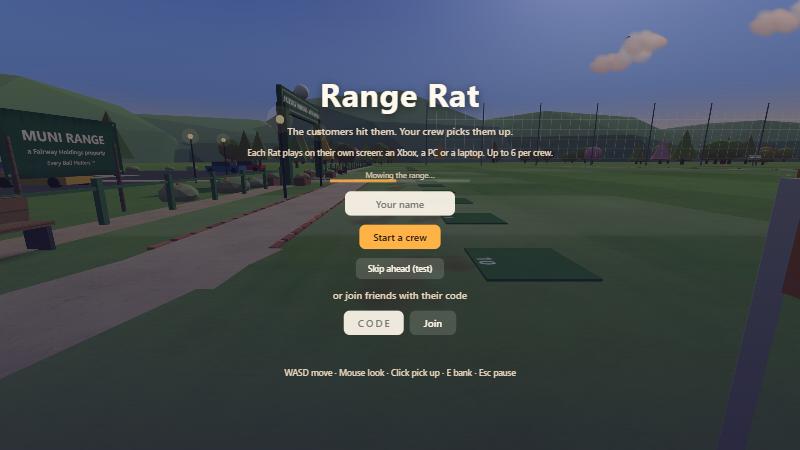 Range Rat
The customers hit them. Your crew picks them up.
Each Rat plays on their own screen: an Xbox, a PC or a laptop. Up to 6 per crew.
MUNI RANGE
a Fairway Holdings property
Every Ball Matters ™
Mowing the range...
Your name
Start a crew
10
Skip ahead (test)
or join friends with their code
CODE
Join
WASD move · Mouse look · Click pick up · E bank · Esc pause